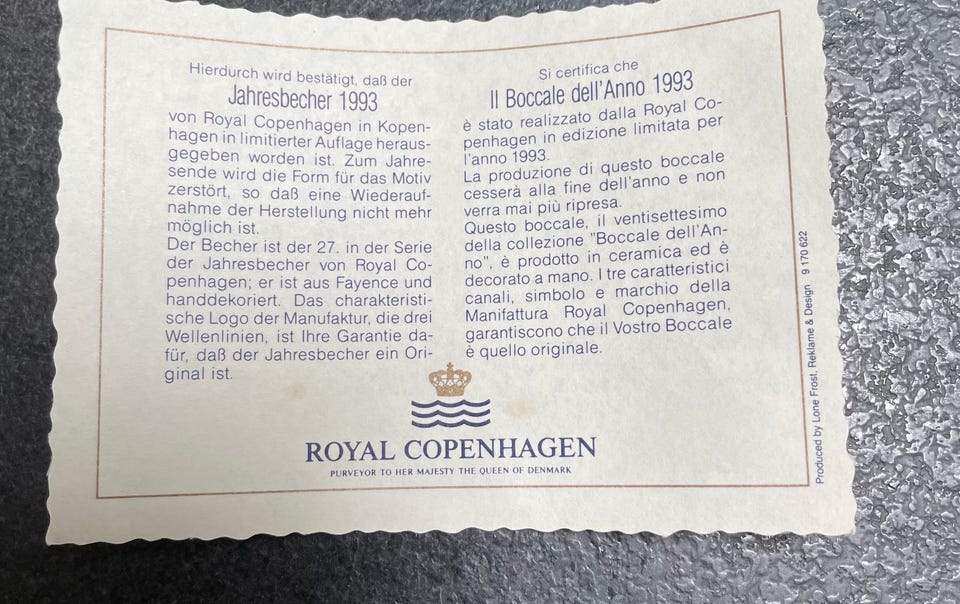 Hierdurch wird bestätigt, daß der
Jahresbecher 1993
von Royal Copenhagen in Kopen-
hagen in limitierter Auflage heraus-
gegeben worden ist. Zum Jahre-
sende wird die Form für das Motiv
zerstört, so daß eine Wiederauf-
nahme der Herstellung nicht mehr
möglich ist.
Der Becher ist der 27. in der Serie
der Jahresbecher von Royal Co-
penhagen; er ist aus Fayence und
handdekoriert. Das charakteristi-
sche Logo der Manufaktur, die drei
Wellenlinien, ist Ihre Garantie da-
für, daß der Jahresbecher ein Ori-
ginal ist.
Si certifica che
Il Boccale dell'Anno 1993
è stato realizzato dalla Royal Co-
penhagen in edizione limitata per
l'anno 1993.
La produzione di questo boccale
cesserà alla fine dell'anno e non
verra mai più ripresa.
Questo boccale, il ventisettesimo
della collezione "Boccale dell'An-
no", è prodotto in ceramica ed è
decorato a mano. I tre caratteristici
canali, simbolo e marchio della
Manifattura Royal Copenhagen,
garantiscono che il Vostro Boccale
è quello originale.
ROYAL COPENHAGEN
PURVEYOR TO HER MAJESTY THE QUEEN OF DENMARK
Produced by Lone Frost, Reklame & Design 9 170 622